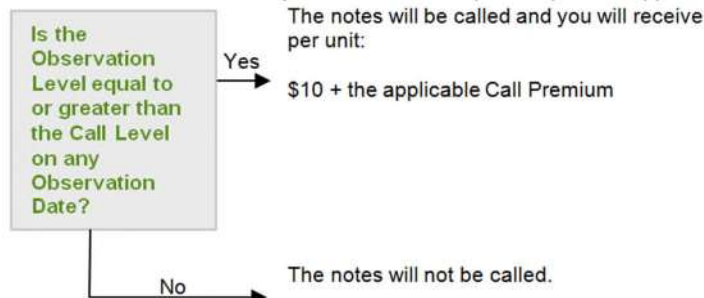 The notes will be called and you will receive
per unit:
$10 + the applicable Call Premium
Is the
Observation
Level equal to
or greater than
the Call Level
on any
Observation
Date?
Yes
No
The notes will not be called.